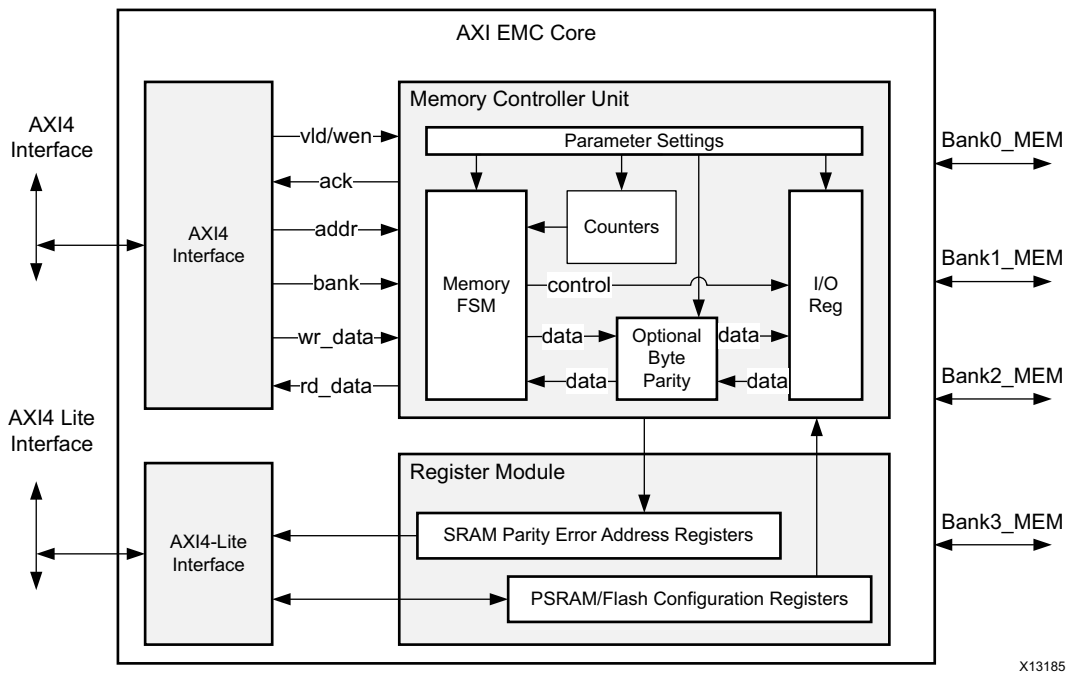 AXI EMC Core
AXI4
Interface
AXI4
Interface
vld/wen
ack
addr
bank
wr_data
rd_data
Memory Controller Unit
Parameter Settings
Counters
Memory
FSM
control
I/O
Reg
data
Optional
Byte
Parity
data
data
data
Bank0_MEM
Bank1_MEM
Bank2_MEM
Bank3_MEM
AXI4 Lite
Interface
AXI4-Lite
Interface
Register Module
SRAM Parity Error Address Registers
PSRAM/Flash Configuration Registers
X13185